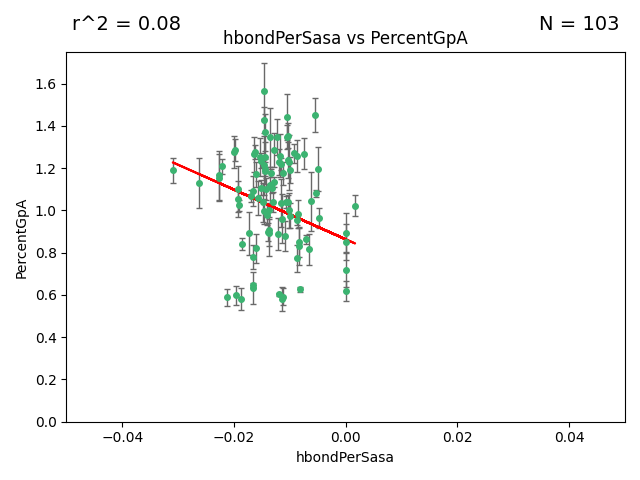 r^2 = 0.08
N = 103
hbondPerSasa vs PercentGpA
PercentGpA
1.6
1.4
1.2
1.0
0.8
0.6
0.4
0.2
0.0
−0.04
−0.02
0.00
0.02
0.04
hbondPerSasa